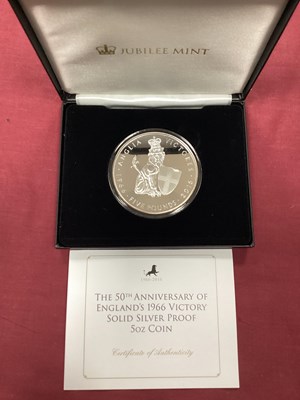 JUBILEE MINT
ANGLIA VICTRIX
FIVE POUNDS
THE 50TH ANNIVERSARY OF
ENGLAND'S 1966 VICTORY
SOLID SILVER PROOF
5OZ COIN
Certificate of Authenticity